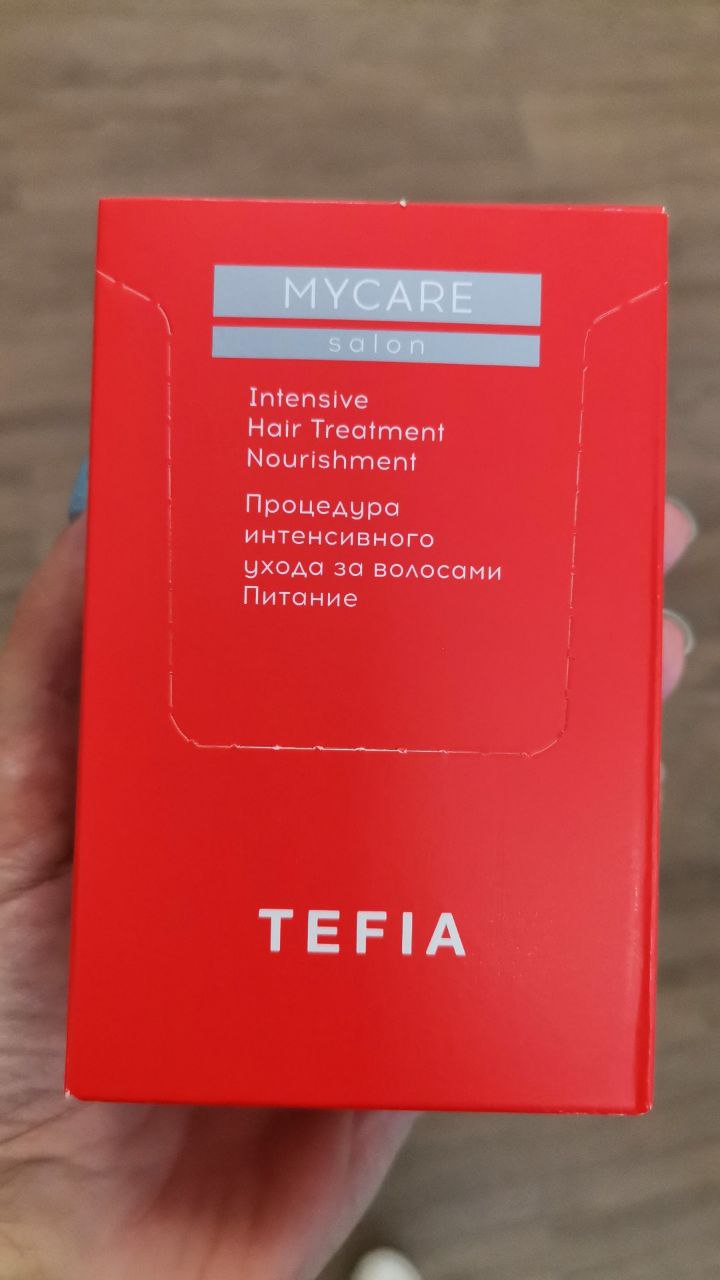 MYCARE
salon
Intensive
Hair Treatment
Nourishment
Процедура
интенсивного
ухода за волосами
Питание
TEFIA